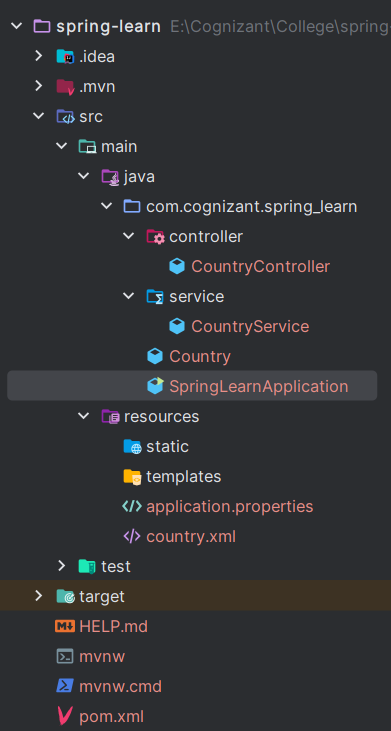 spring-learn E:\Cognizant\College\spring-
.idea
.mvn
src
main
java
com.cognizant.spring_learn
controller
CountryController
service
CountryService
Country
SpringLearnApplication
resources
static
templates
application.properties
country.xml
test
target
HELP.md
mvnw
mvnw.cmd
pom.xml